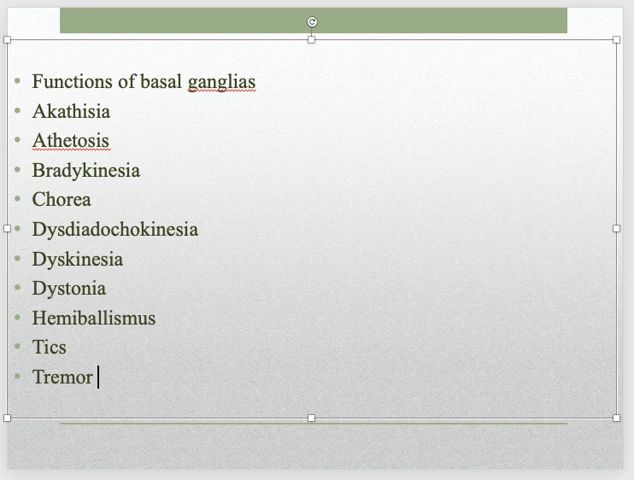 Functions of basal ganglias
Akathisia
Athetosis
Bradykinesia
Chorea
Dysdiadochokinesia
Dyskinesia
Dystonia
Hemiballismus
Tics
Tremor